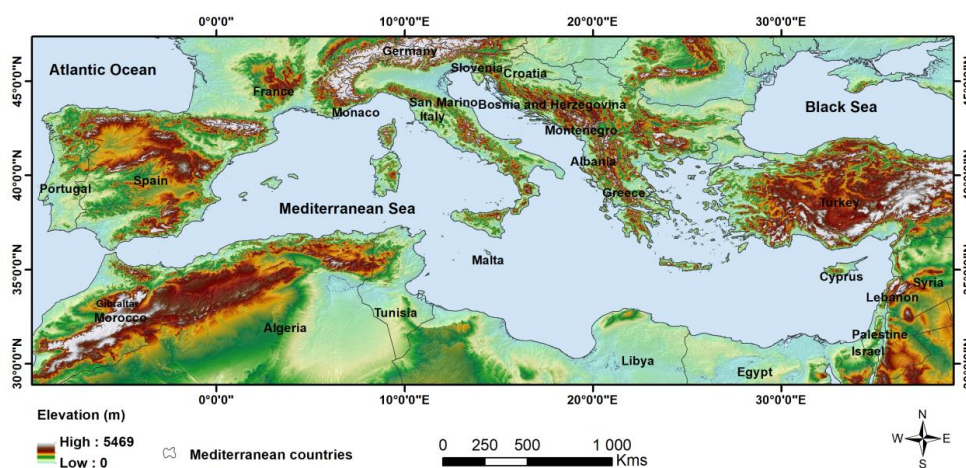 0°0'0" 10°0'0"E 20°0'0"E 30°0'0"E
45°0'0"N
40°0'0"N
35°0'0"N
30°0'0"N
Atlantic Ocean
Germany
Slovenia
Croatia
France
Monaco
San Marino
Italy
Bosnia and Herzegovina
Montenegro
Black Sea
Albania
Portugal
Spain
Greece
Turkey
Mediterranean Sea
Malta
Cyprus
Syria
Lebanon
Gibraltar
Morocco
Algeria
Tunisia
Palestine
Israel
Libya
Egypt
0°0'0" 10°0'0"E 20°0'0"E 30°0'0"E
Elevation (m)
High : 5469
Low : 0
Mediterranean countries
0 250 500 1 000
Kms
N
W E
S